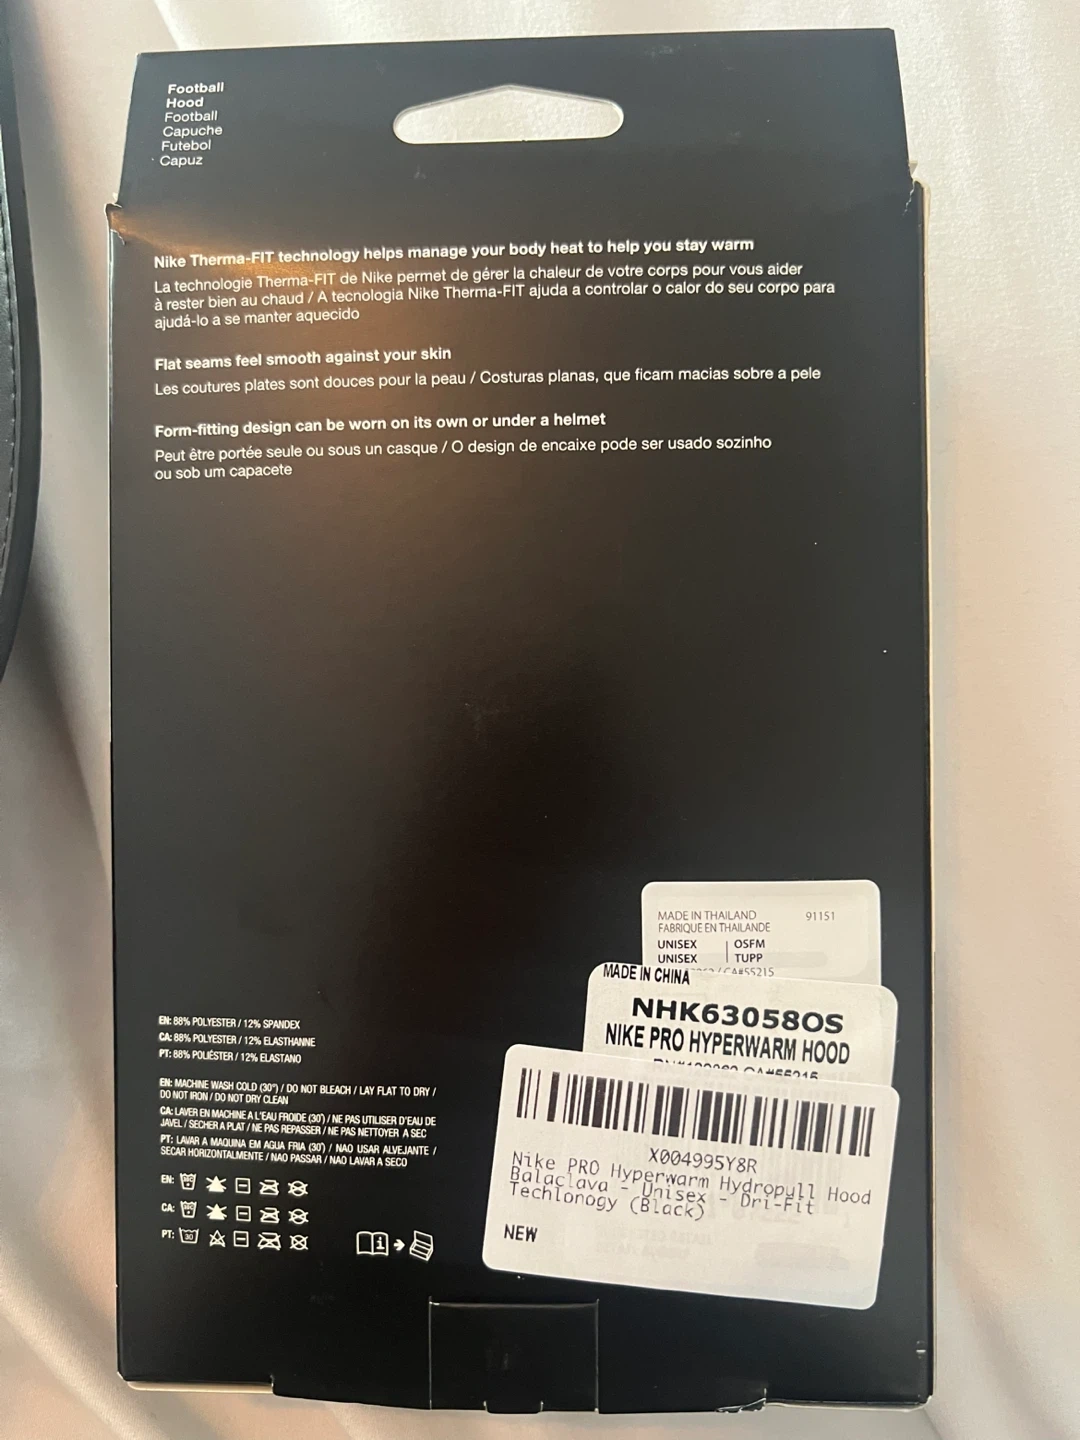 Football
Hood
Football
Capuche
Futebol
Capuz
Nike Therma-FIT technology helps manage your body heat to help you stay warm
La technologie Therma-FIT de Nike permet de gérer la chaleur de votre corps pour vous aider
à rester bien au chaud / A tecnologia Nike Therma-FIT ajuda a controlar o calor do seu corpo para
ajudá-lo a se manter aquecido
Flat seams feel smooth against your skin
Les coutures plates sont douces pour la peau / Costuras planas, que ficam macias sobre a pele
Form-fitting design can be worn on its own or under a helmet
Peut être portée seule ou sous un casque / O design de encaixe pode ser usado sozinho
ou sob um capacete
MADE IN THAILAND 91151
FABRIQUE EN THAILANDE
UNISEX OSFM
UNISEX TUPP
/ CA#55215
MADE IN CHINA
NHK63058OS
NIKE PRO HYPERWARM HOOD
CA#55215
X004995Y8R
Nike PRO Hyperwarm Hydropull Hood
Balaclava - Unisex - Dri-Fit
Techlonogy (Black)
NEW
EN: 88% POLYESTER / 12% SPANDEX
CA: 88% POLYESTER / 12% ELASTHANNE
PT: 88% POLIÉSTER / 12% ELASTANO
EN: MACHINE WASH COLD (30°) / DO NOT BLEACH / LAY FLAT TO DRY /
DO NOT IRON / DO NOT DRY CLEAN
CA: LAVER EN MACHINE A L'EAU FROIDE (30°) / NE PAS UTILISER D'EAU DE
JAVEL / SECHER A PLAT / NE PAS REPASSER / NE PAS NETTOYER A SEC
PT: LAVAR A MAQUINA EM AGUA FRIA (30°) / NAO USAR ALVEJANTE /
SECAR HORIZONTALMENTE / NAO PASSAR / NAO LAVAR A SECO
EN:
CA:
PT: 30